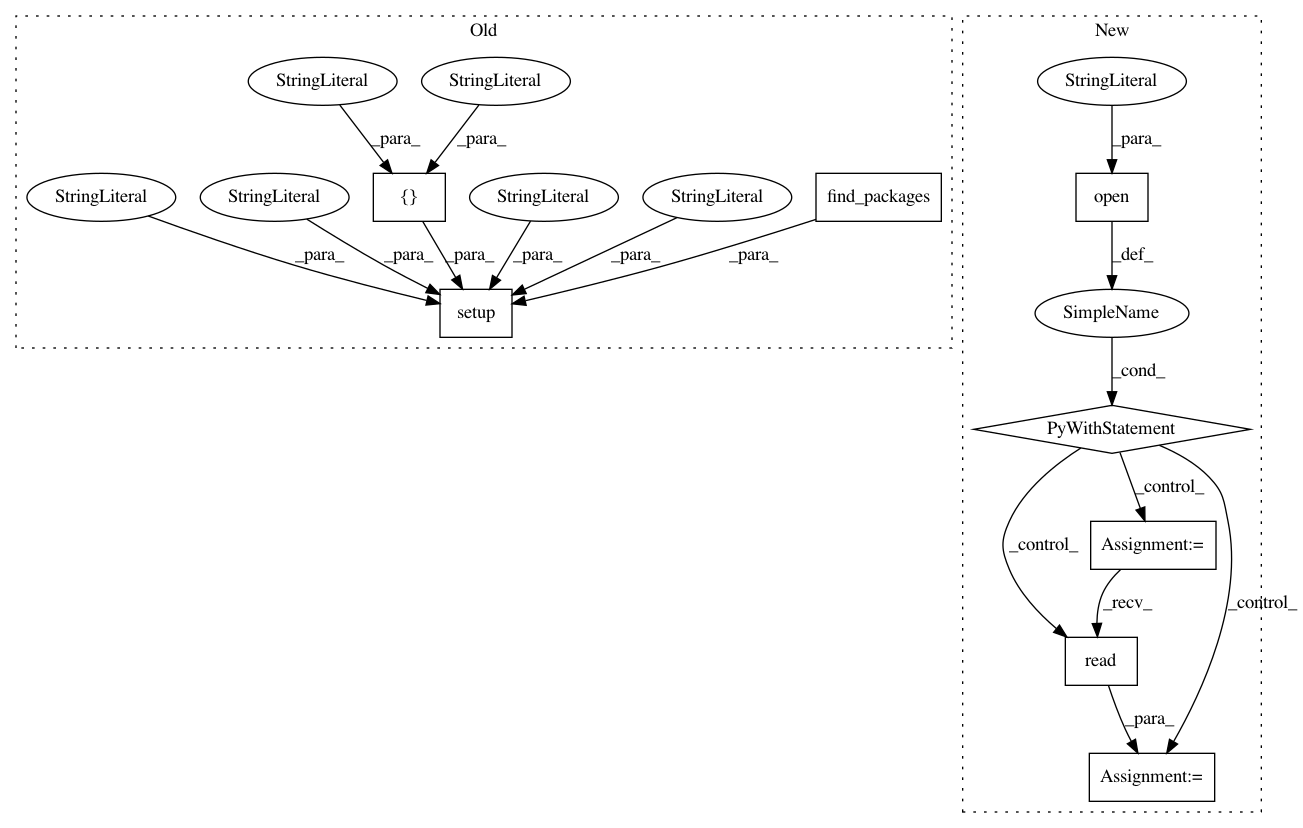 Old
New
StringLiteral
StringLiteral
StringLiteral
_para_
_para_
_para_
StringLiteral
StringLiteral
{}
StringLiteral
StringLiteral
find_packages
open
_para_
_para_
_para_
_para_
_para_
_para_
_def_
setup
SimpleName
_cond_
PyWithStatement
_control_
_control_
Assignment:=
_control_
_recv_
read
_para_
Assignment:=